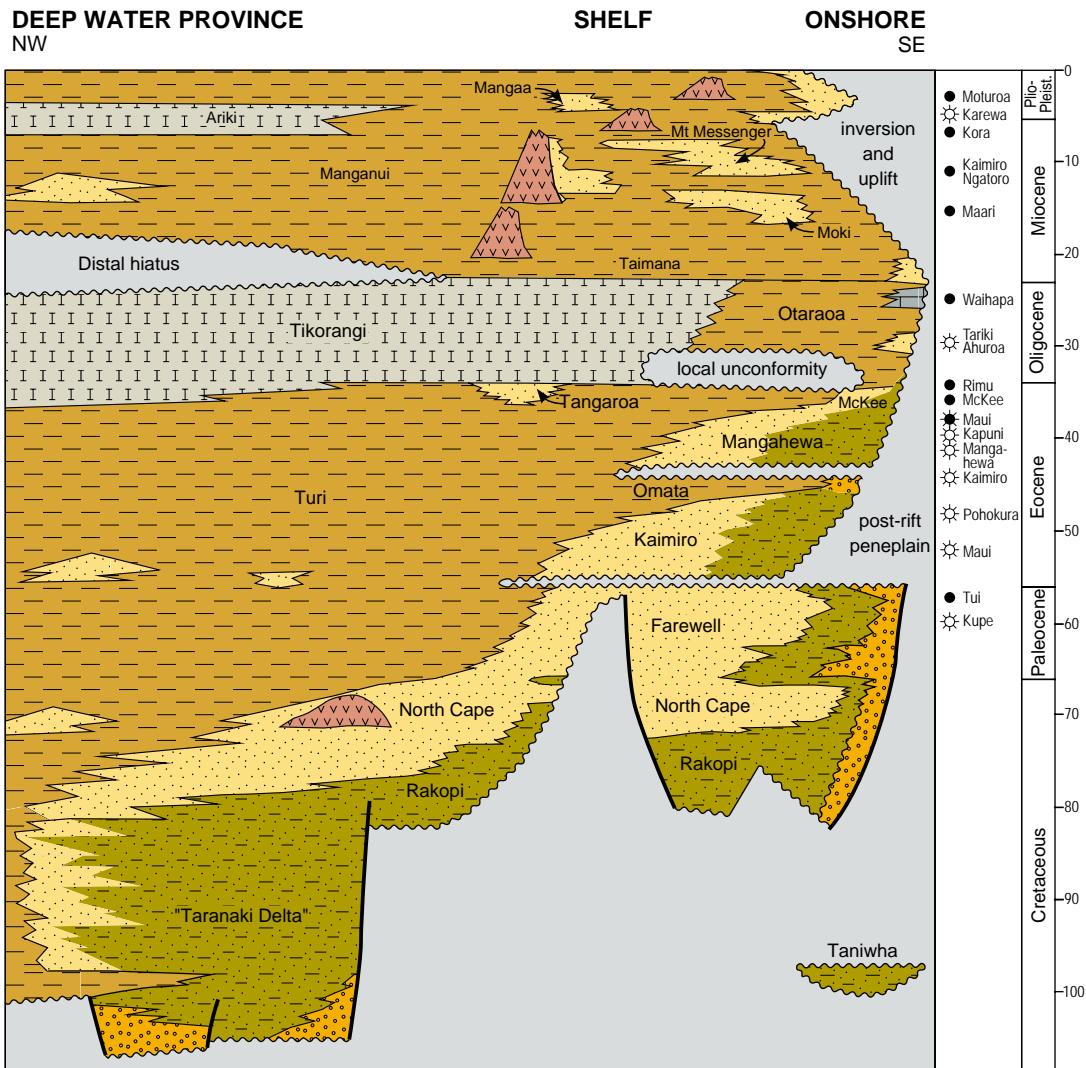 DEEP WATER PROVINCE
NW
SHELF
ONSHORE
SE
Mangaa
Ariki
Mt Messenger
inversion
and
uplift
Manganui
Moki
Distal hiatus
Taimana
Tikorangi
Otaraoa
local unconformity
Tangaroa
McKee
Mangahewa
Turi
Omata
Kaimiro
post-rift
peneplain
Farewell
North Cape
North Cape
Rakopi
Rakopi
"Taranaki Delta"
Taniwha
Moturoa
Karewa
Kora
Kaimiro
Ngatoro
Maari
Waihapa
Tariki
Ahuroa
Rimu
McKee
Maui
Kapuni
Manga-
hewa
Kaimiro
Pohokura
Maui
Tui
Kupe
Plio-
Pleist.
Miocene
Oligocene
Eocene
Paleocene
Cretaceous
0
10
20
30
40
50
60
70
80
90
100